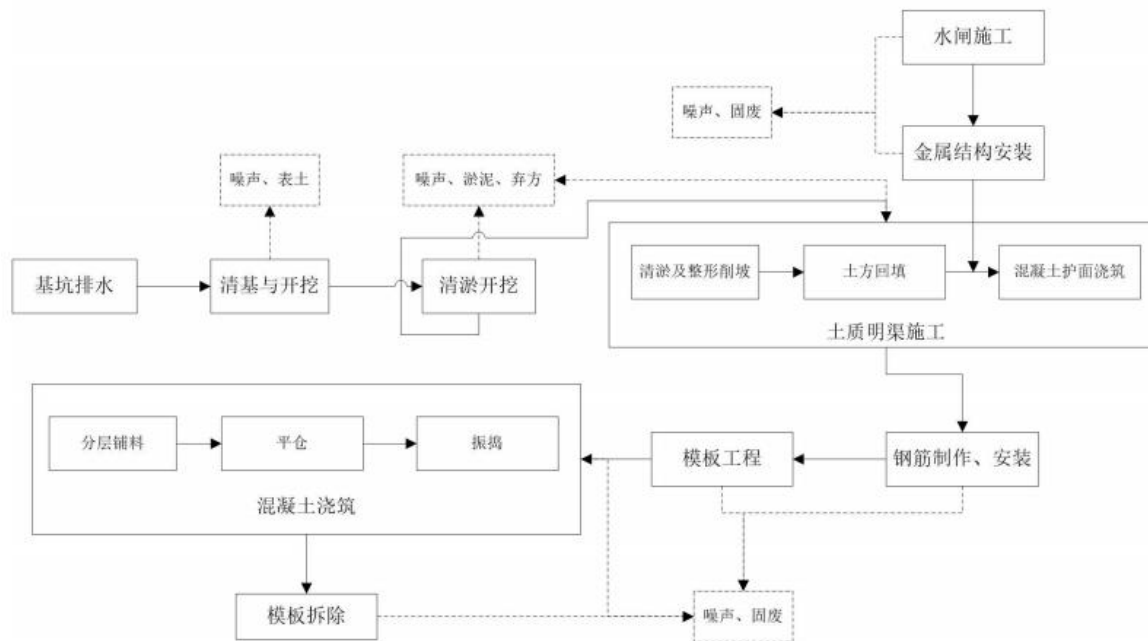 水闸施工
噪声、固废
金属结构安装
噪声、表土
噪声、淤泥、弃方
基坑排水
清基与开挖
清淤开挖
清淤及整形削坡
土方回填
混凝土护面浇筑
土质明渠施工
分层铺料
平仓
振捣
模板工程
钢筋制作、安装
混凝土浇筑
模板拆除
噪声、固废